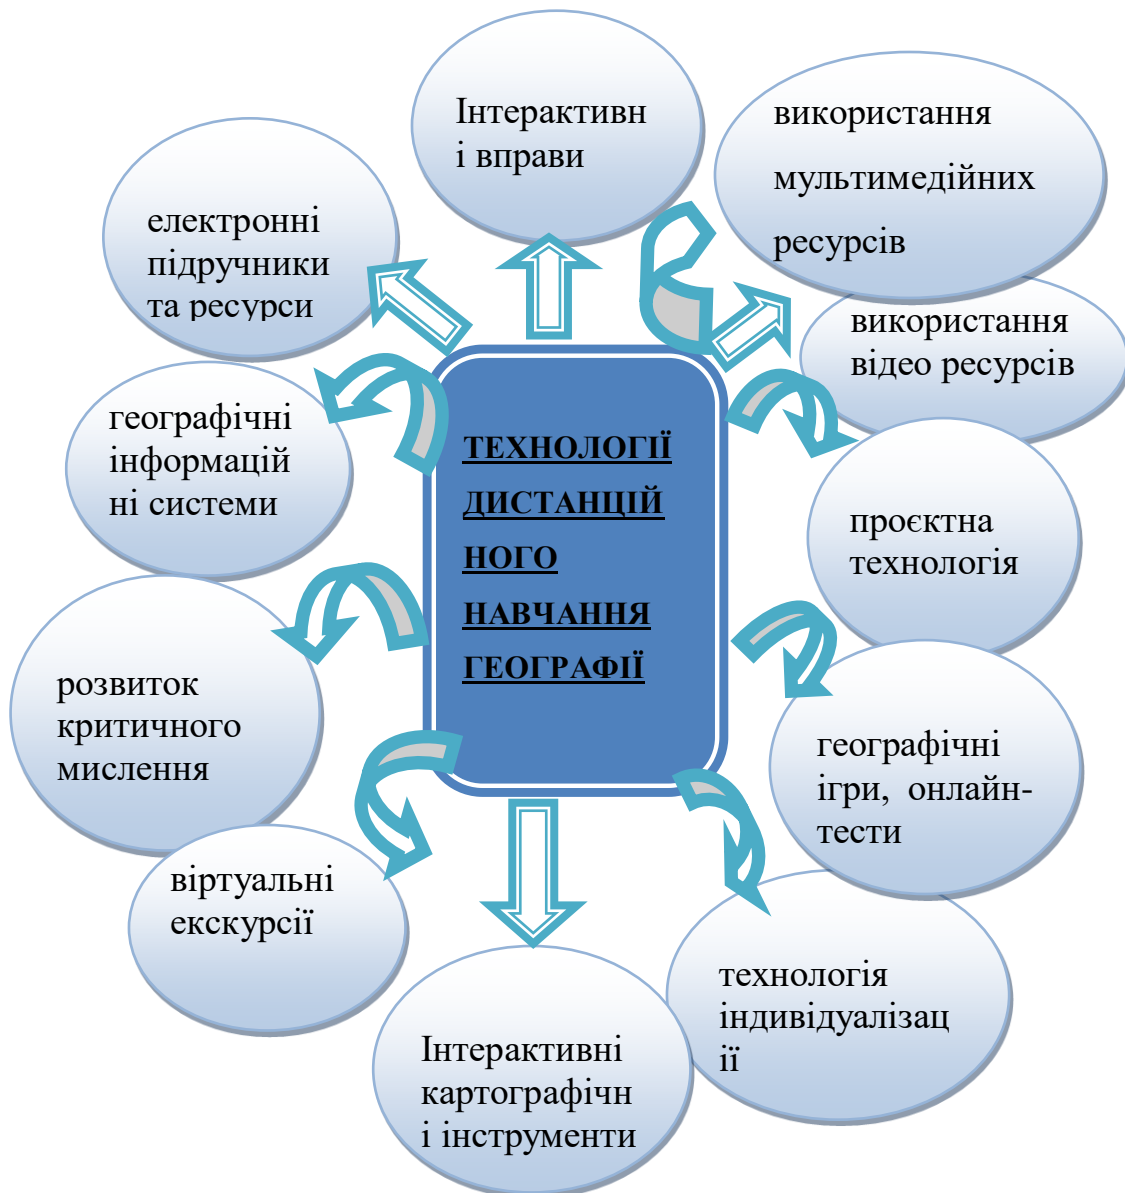 Інтерактивн
і вправи
використання
мультимедійних
ресурсів
електронні
підручники
та ресурси
використання
відео ресурсів
географічні
інформацій
ні системи
ТЕХНОЛОГІЇ
ДИСТАНЦІЙ
НОГО
НАВЧАННЯ
ГЕОГРАФІЇ
проєктна
технологія
розвиток
критичного
мислення
географічні
ігри, онлайн-
тести
віртуальні
екскурсії
технологія
індивідуалізац
ії
Інтерактивні
картографічн
і інструменти